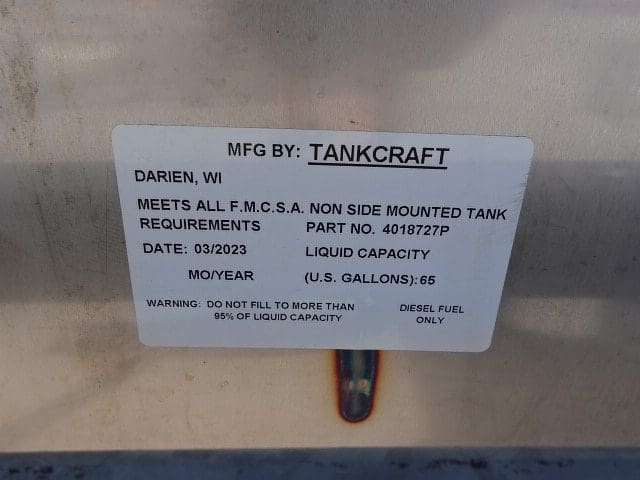 MFG BY: TANKCRAFT
DARIEN, WI
MEETS ALL F.M.C.S.A. NON SIDE MOUNTED TANK
REQUIREMENTS PART NO. 4018727P
DATE: 03/2023 LIQUID CAPACITY
MO/YEAR (U.S. GALLONS): 65
WARNING: DO NOT FILL TO MORE THAN DIESEL FUEL
95% OF LIQUID CAPACITY ONLY